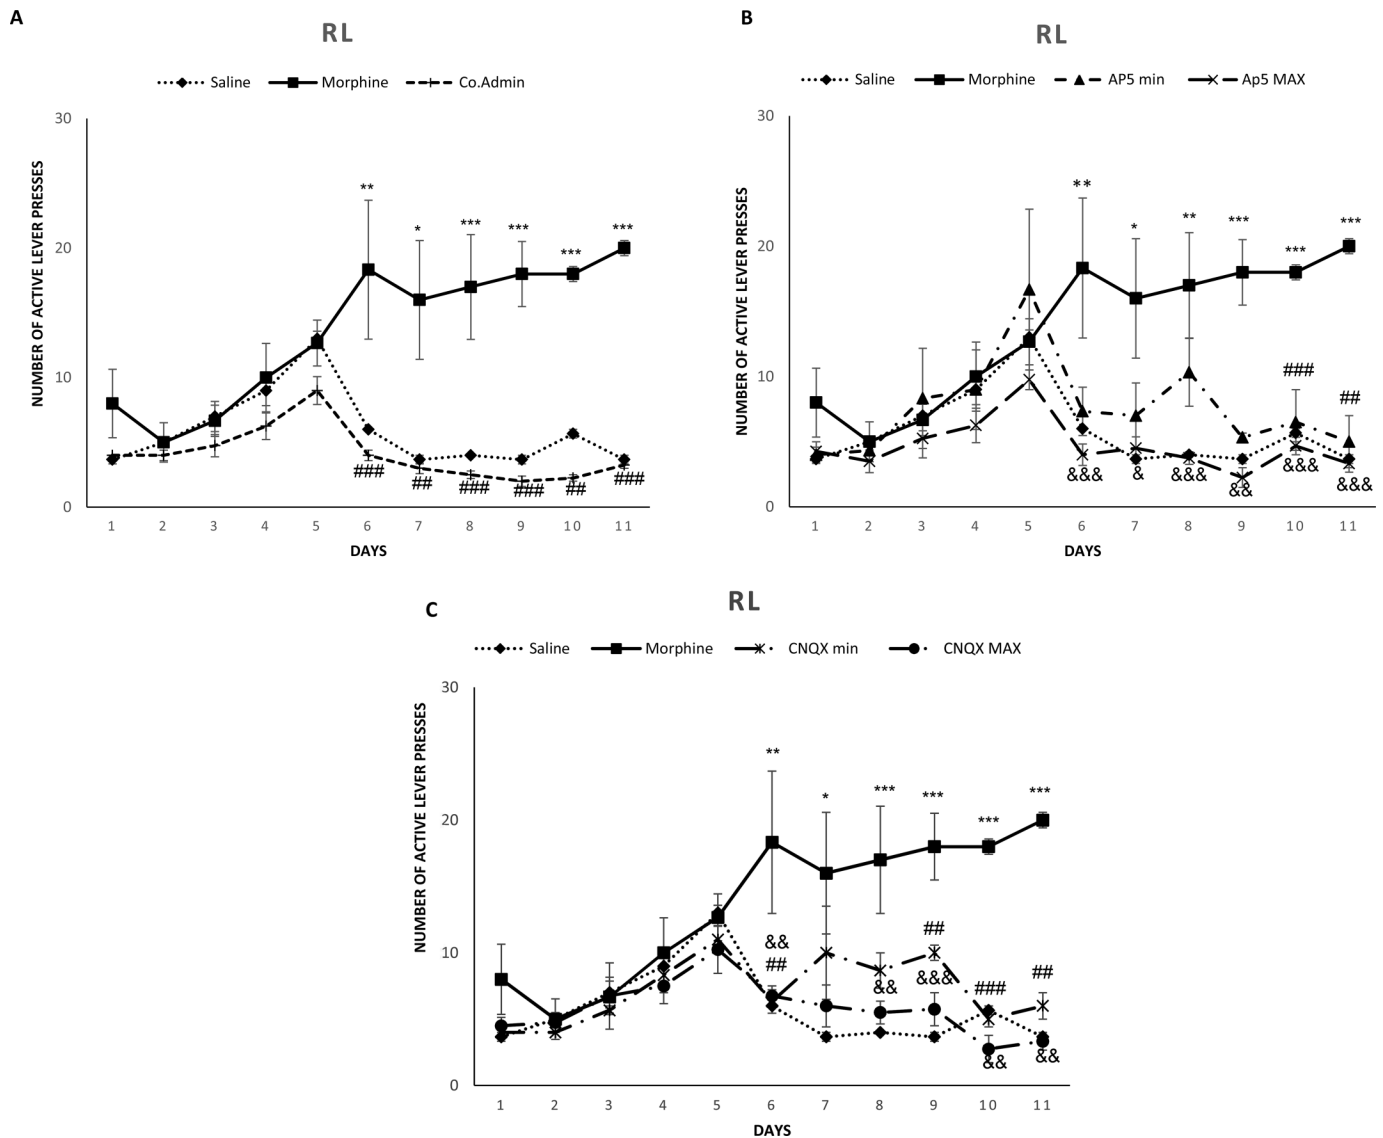 A
RL
Saline Morphine Co.Admin
NUMBER OF ACTIVE LEVER PRESSES
30
20
10
0
** * *** *** *** ***
### ## ### ### ## ###
1 2 3 4 5 6 7 8 9 10 11
DAYS
B
RL
Saline Morphine AP5 min Ap5 MAX
NUMBER OF ACTIVE LEVER PRESSES
30
20
10
0
** * ** *** *** ***
### ##
&&& & &&& && &&& &&&
1 2 3 4 5 6 7 8 9 10 11
DAYS
C
RL
Saline Morphine CNQX min CNQX MAX
NUMBER OF ACTIVE LEVER PRESSES
30
20
10
0
** * *** *** *** ***
&& ##
## && &&& ### ##
&& &&
1 2 3 4 5 6 7 8 9 10 11
DAYS